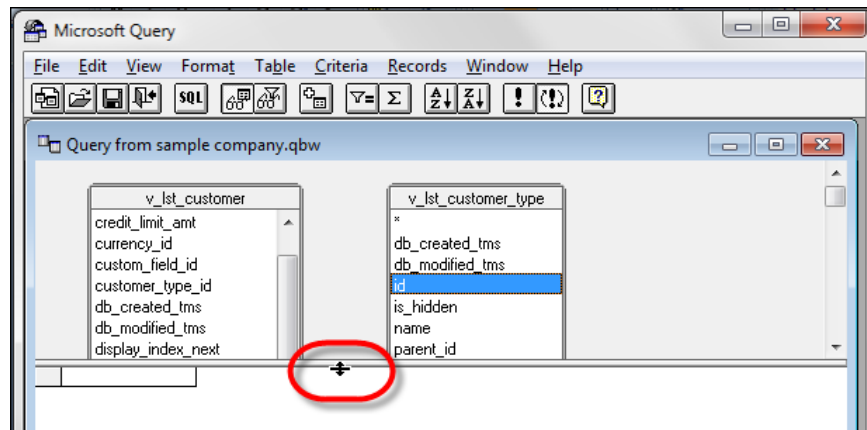 Microsoft Query
File Edit View Format Table Criteria Records Window Help
SQL
Query from sample company.qbw
v_lst_customer
credit_limit_amt
currency_id
custom_field_id
customer_type_id
db_created_tms
db_modified_tms
display_index_next
v_lst_customer_type
*
db_created_tms
db_modified_tms
id
is_hidden
name
parent_id